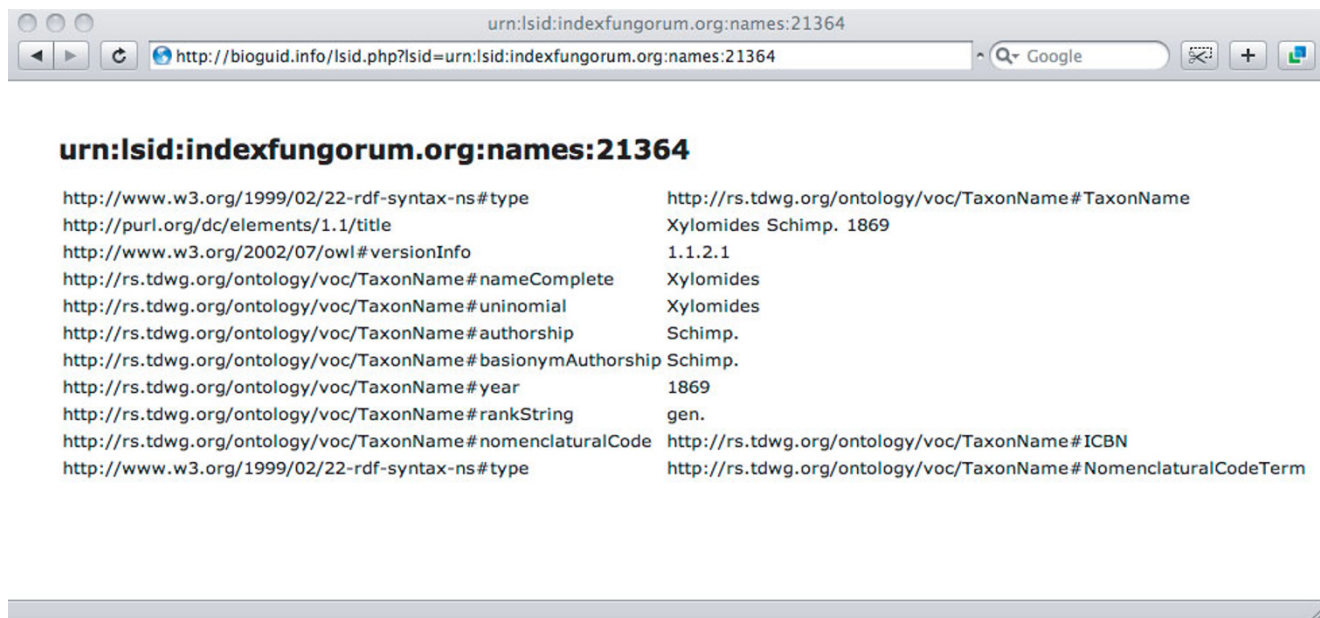 urn:lsid:indexfungorum.org:names:21364
http://bioguid.info/lsid.php?lsid=urn:lsid:indexfungorum.org:names:21364 Google
urn:lsid:indexfungorum.org:names:21364
http://www.w3.org/1999/02/22-rdf-syntax-ns#type http://rs.tdwg.org/ontology/voc/TaxonName#TaxonName
http://purl.org/dc/elements/1.1/title Xylomides Schimp. 1869
http://www.w3.org/2002/07/owl#versionInfo 1.1.2.1
http://rs.tdwg.org/ontology/voc/TaxonName#nameComplete Xylomides
http://rs.tdwg.org/ontology/voc/TaxonName#uninomial Xylomides
http://rs.tdwg.org/ontology/voc/TaxonName#authorship Schimp.
http://rs.tdwg.org/ontology/voc/TaxonName#basionymAuthorship Schimp.
http://rs.tdwg.org/ontology/voc/TaxonName#year 1869
http://rs.tdwg.org/ontology/voc/TaxonName#rankString gen.
http://rs.tdwg.org/ontology/voc/TaxonName#nomenclaturalCode http://rs.tdwg.org/ontology/voc/TaxonName#ICBN
http://www.w3.org/1999/02/22-rdf-syntax-ns#type http://rs.tdwg.org/ontology/voc/TaxonName#NomenclaturalCodeTerm